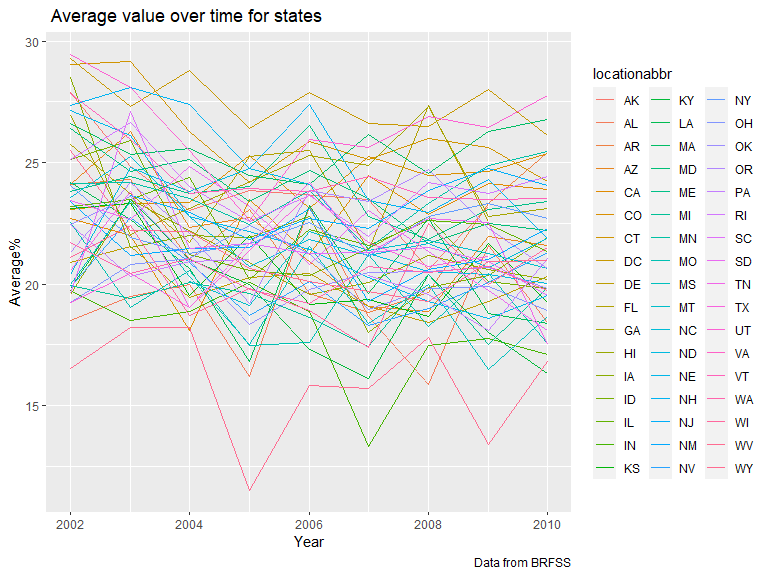 Average value over time for states
30
25
20
15
Average%
2002
2004
2006
2008
2010
Year
Data from BRFSS
locationabbr
AK KY NY
AL LA OH
AR MA OK
AZ MD OR
CA ME PA
CO MI RI
CT MN SC
DC MO SD
DE MS TN
FL MT TX
GA NC UT
HI ND VA
IA NE VT
ID NH WA
IL NJ WI
IN NM WV
KS NV WY